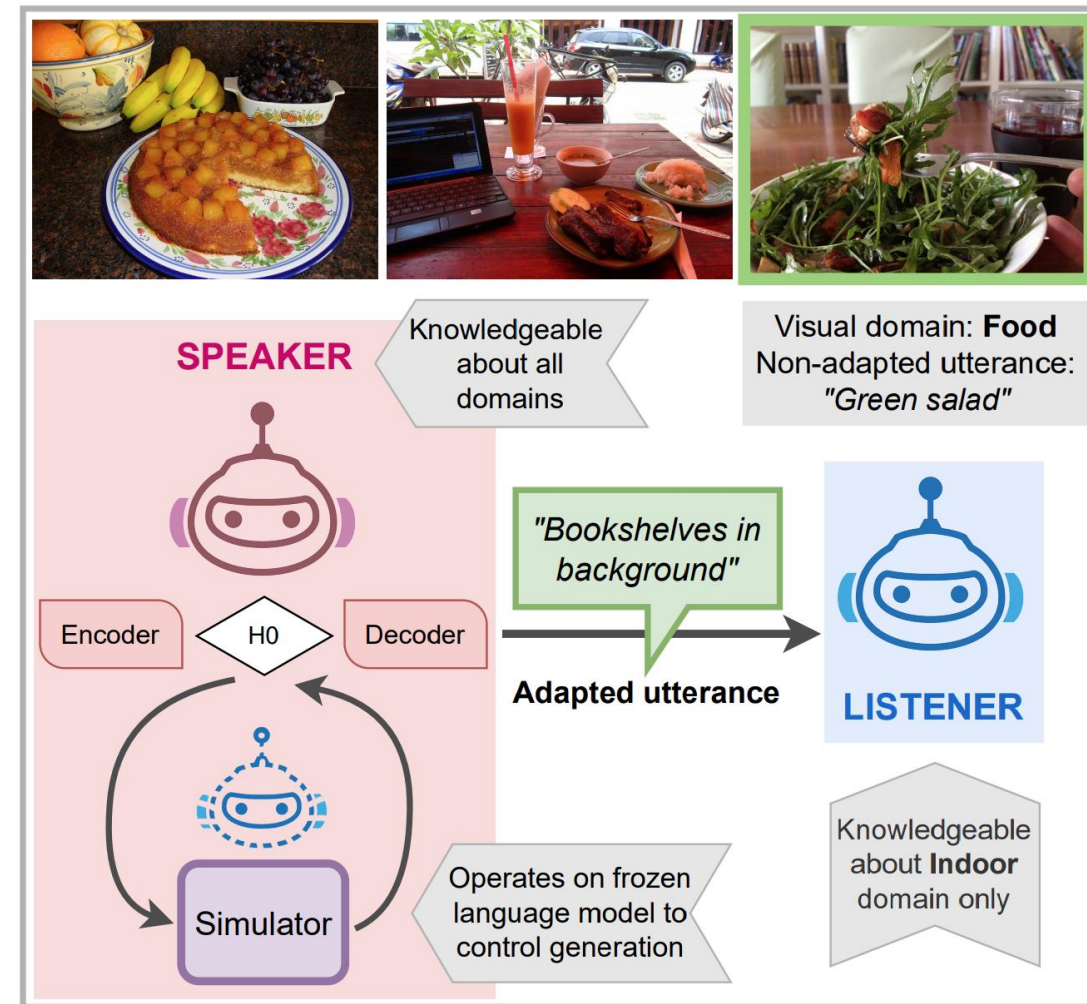 SPEAKER
Knowledgeable
about all
domains
Visual domain: Food
Non-adapted utterance:
"Green salad"
"Bookshelves in
background"
Encoder
H0
Decoder
Adapted utterance
LISTENER
Simulator
Operates on frozen
language model to
control generation
Knowledgeable
about Indoor
domain only